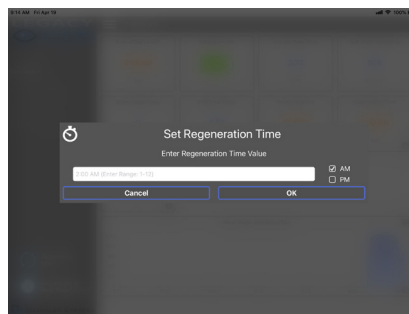 9:14 AM Fri Apr 16
100%
Set Regeneration Time
Enter Regeneration Time Value
2:00 AM (Enter Range: 1-12)
AM
PM
Cancel
OK